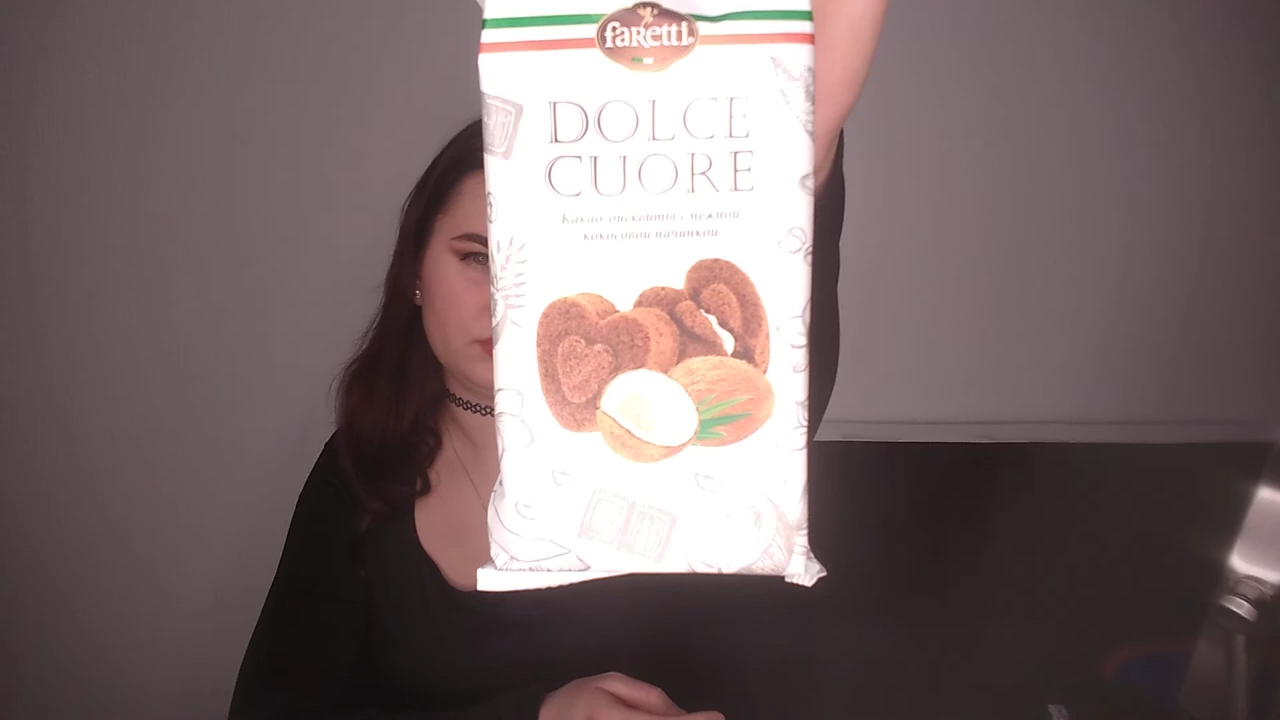 faretti
DOLCE
CUORE
Какао бисквиты с нежной
кокосовой начинкой